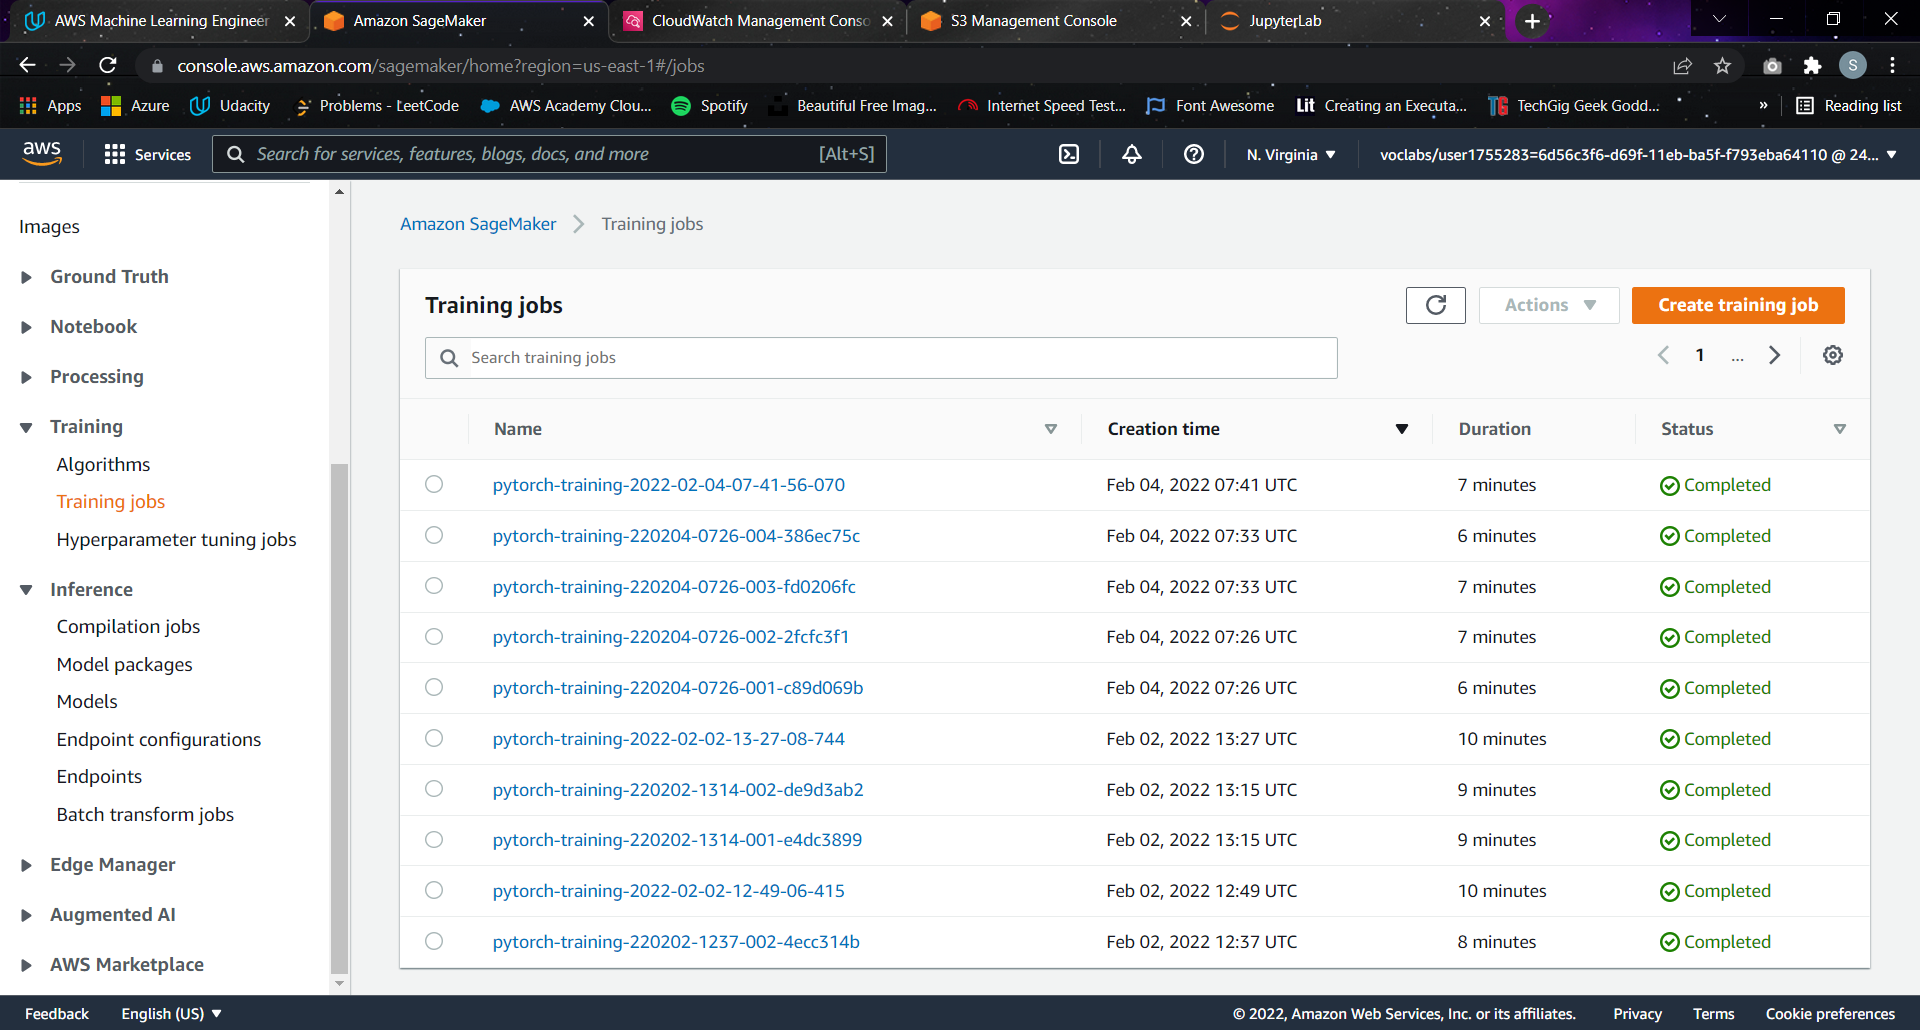 AWS Machine Learning Engineer
Amazon SageMaker
CloudWatch Management Conso
S3 Management Console
JupyterLab
console.aws.amazon.com/sagemaker/home?region=us-east-1#/jobs
S
Apps
Azure
Udacity
Problems - LeetCode
AWS Academy Clou...
Spotify
Beautiful Free Imag...
Internet Speed Test...
Font Awesome
Lit Creating an Executa...
TG TechGig Geek Godd...
»
Reading list
aws
Services
Search for services, features, blogs, docs, and more [Alt+S]
N. Virginia
voclabs/user1755283=6d56c3f6-d69f-11eb-ba5f-f793eba64110 @ 24...
Images
Ground Truth
Notebook
Processing
Training
Algorithms
Training jobs
Hyperparameter tuning jobs
Inference
Compilation jobs
Model packages
Models
Endpoint configurations
Endpoints
Batch transform jobs
Edge Manager
Augmented AI
AWS Marketplace
Amazon SageMaker > Training jobs
Training jobs
Actions
Create training job
Search training jobs
< 1 ... >
Name Creation time Duration Status
pytorch-training-2022-02-04-07-41-56-070 Feb 04, 2022 07:41 UTC 7 minutes Completed
pytorch-training-220204-0726-004-386ec75c Feb 04, 2022 07:33 UTC 6 minutes Completed
pytorch-training-220204-0726-003-fd0206fc Feb 04, 2022 07:33 UTC 7 minutes Completed
pytorch-training-220204-0726-002-2fcfc3f1 Feb 04, 2022 07:26 UTC 7 minutes Completed
pytorch-training-220204-0726-001-c89d069b Feb 04, 2022 07:26 UTC 6 minutes Completed
pytorch-training-2022-02-02-13-27-08-744 Feb 02, 2022 13:27 UTC 10 minutes Completed
pytorch-training-220202-1314-002-de9d3ab2 Feb 02, 2022 13:15 UTC 9 minutes Completed
pytorch-training-220202-1314-001-e4dc3899 Feb 02, 2022 13:15 UTC 9 minutes Completed
pytorch-training-2022-02-02-12-49-06-415 Feb 02, 2022 12:49 UTC 10 minutes Completed
pytorch-training-220202-1237-002-4ecc314b Feb 02, 2022 12:37 UTC 8 minutes Completed
Feedback
English (US)
© 2022, Amazon Web Services, Inc. or its affiliates.
Privacy
Terms
Cookie preferences